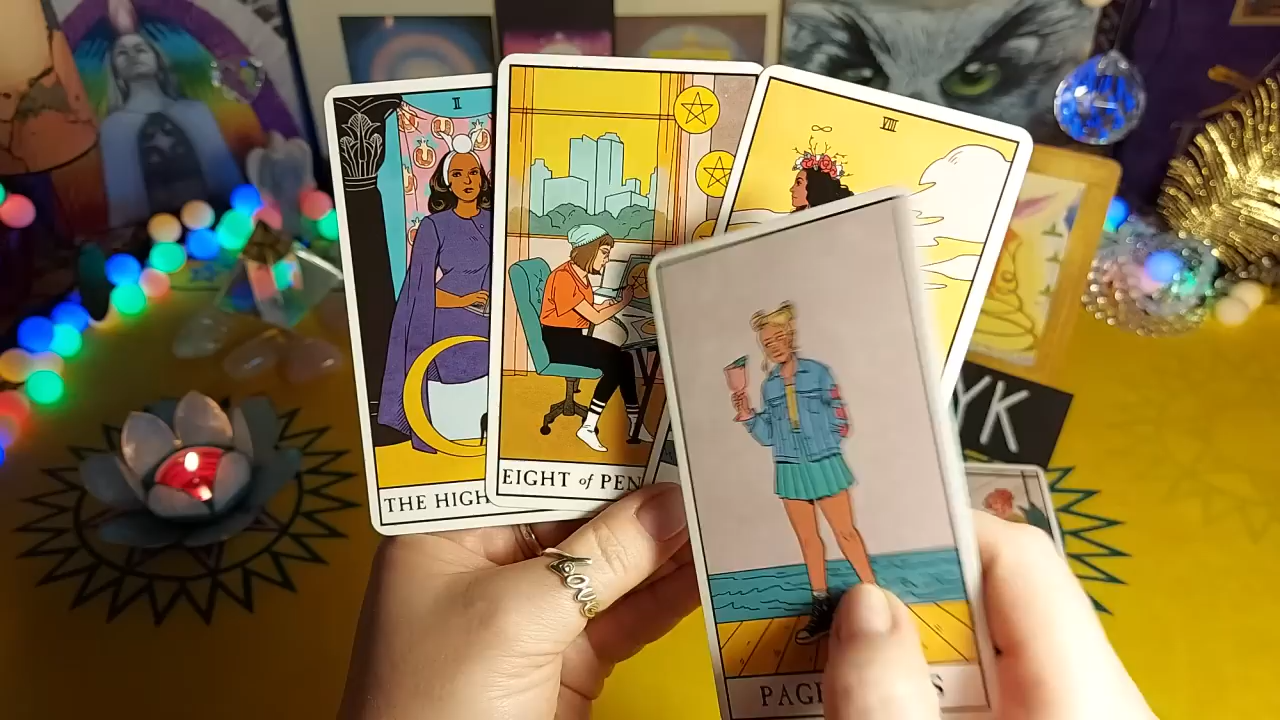 II
THE HIGH
EIGHT of PEN
VIII
PAG
S
YK